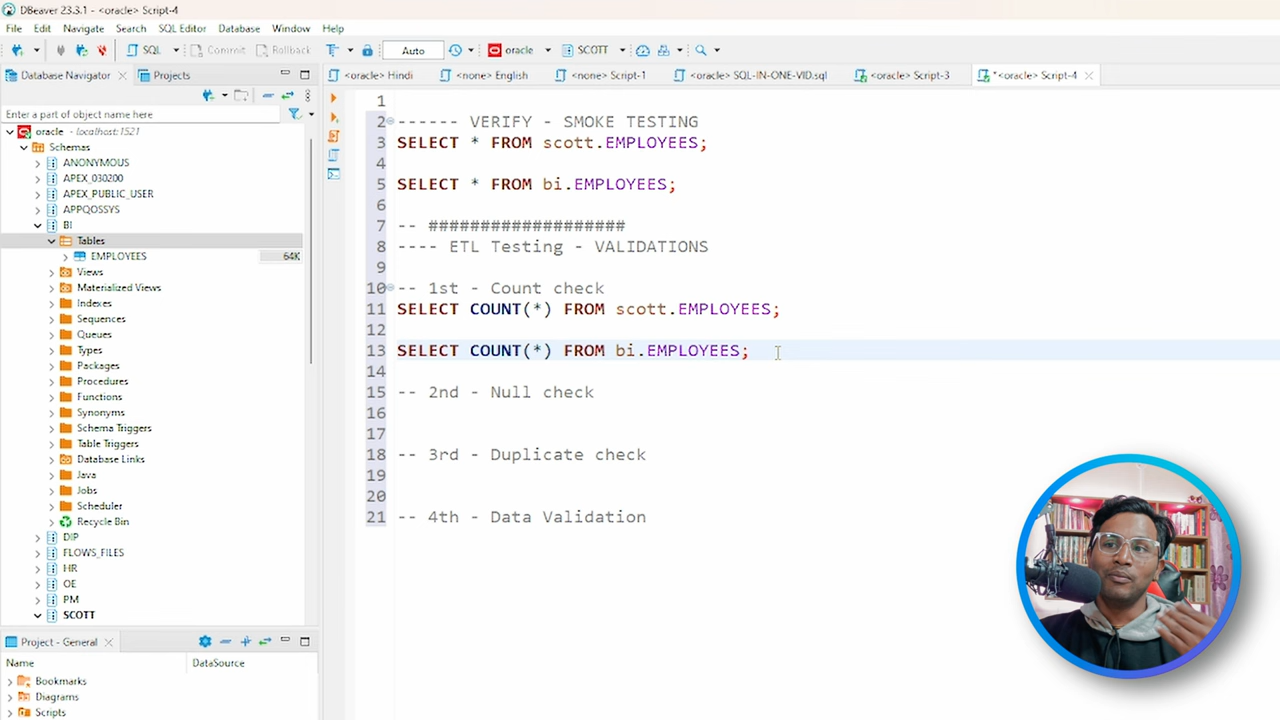 DBeaver 23.3.1 - <oracle> Script-4
File Edit Navigate Search SQL Editor Database Window Help
SQL Commit Rollback Auto oracle SCOTT
Database Navigator Projects
<oracle> Hindi <none> English <none> Script-1 <oracle> SQL-IN-ONE-VID.sql <oracle> Script-3 *<oracle> Script-4
Enter a part of object name here
oracle - localhost:1521
Schemas
ANONYMOUS
APEX_030200
APEX_PUBLIC_USER
APPQOSSYS
BI
Tables
EMPLOYEES 64K
Views
Materialized Views
Indexes
Sequences
Queues
Types
Packages
Procedures
Functions
Synonyms
Schema Triggers
Table Triggers
Database Links
Java
Jobs
Scheduler
Recycle Bin
DIP
FLOWS_FILES
HR
OE
PM
SCOTT
Project - General
Name DataSource
Bookmarks
Diagrams
Scripts
1
2 ------ VERIFY - SMOKE TESTING
3 SELECT * FROM scott.EMPLOYEES;
4
5 SELECT * FROM bi.EMPLOYEES;
6
7 -- ###################
8 ---- ETL Testing - VALIDATIONS
9
10 -- 1st - Count check
11 SELECT COUNT(*) FROM scott.EMPLOYEES;
12
13 SELECT COUNT(*) FROM bi.EMPLOYEES;
14
15 -- 2nd - Null check
16
17
18 -- 3rd - Duplicate check
19
20
21 -- 4th - Data Validation